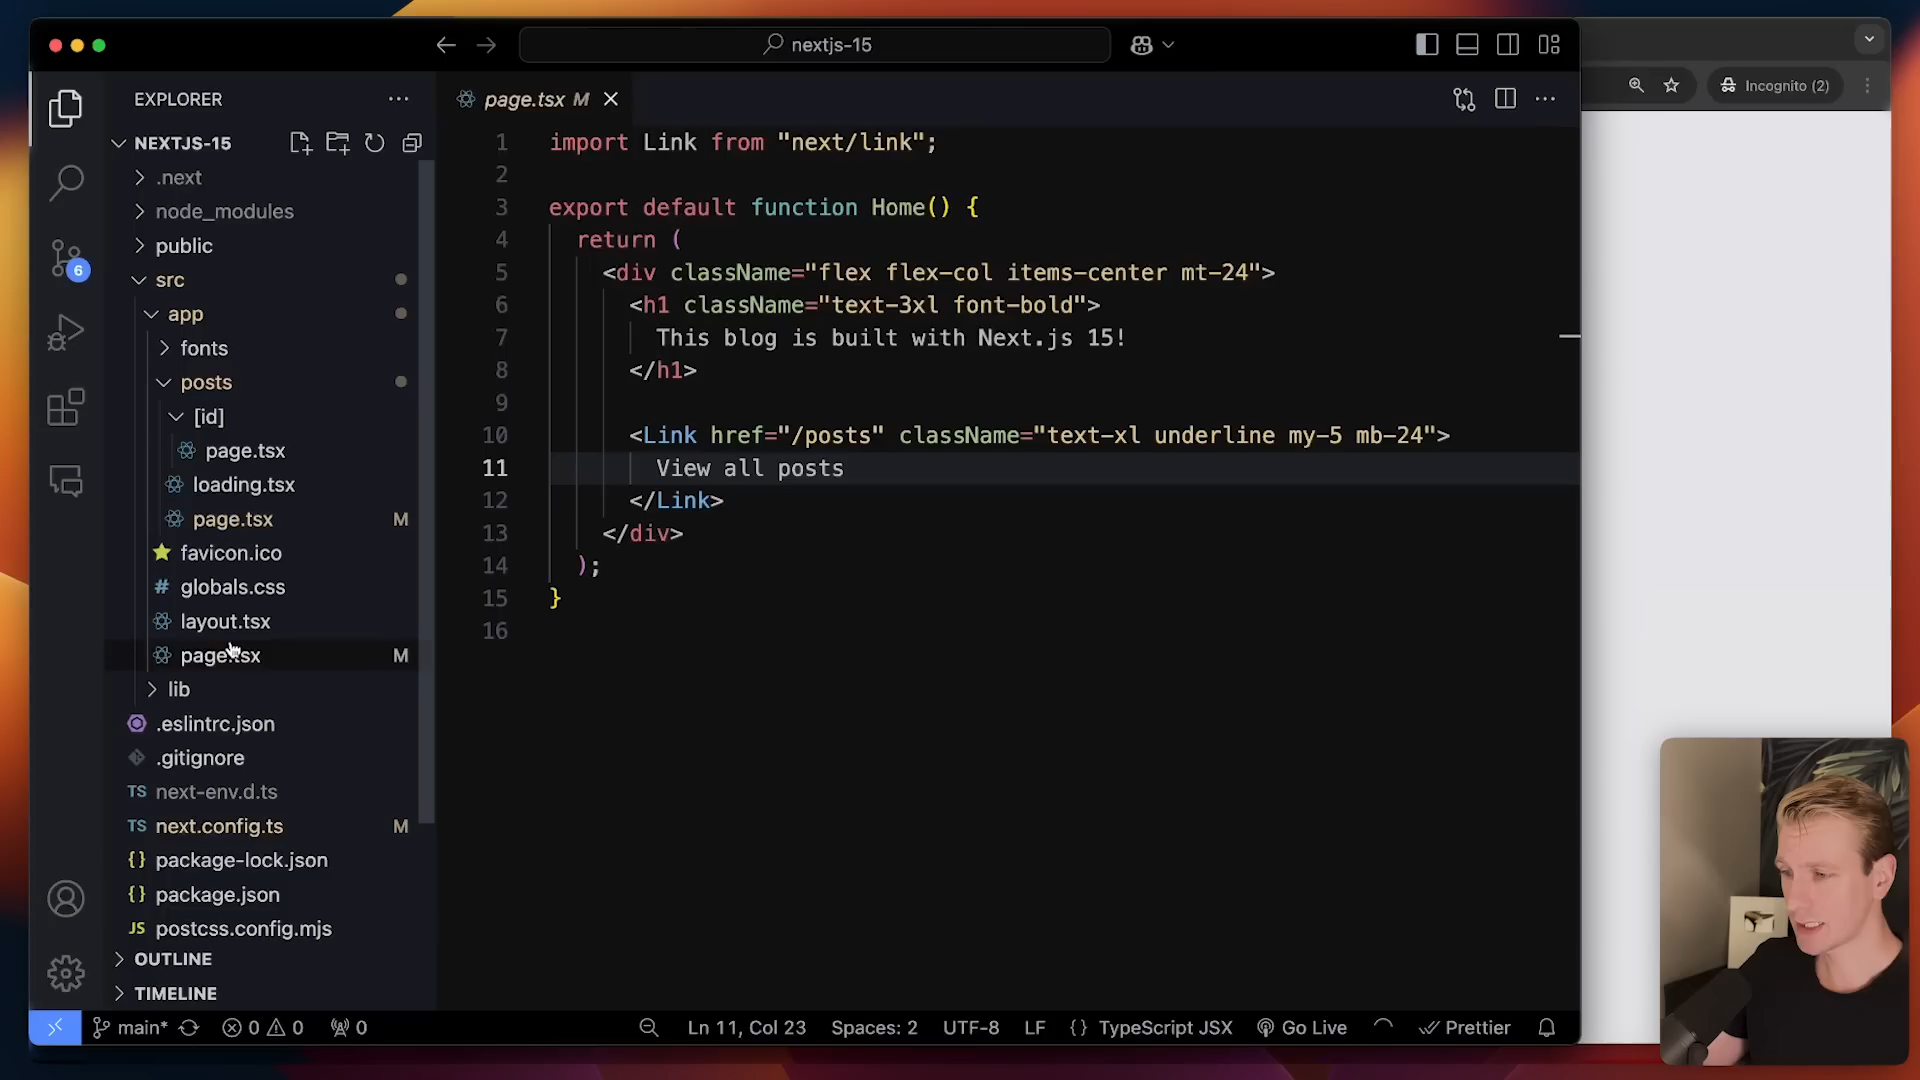 nextjs-15
Incognito (2)
EXPLORER
NEXTJS-15
.next
node_modules
public
src
app
fonts
posts
[id]
page.tsx
loading.tsx
page.tsx M
favicon.ico
globals.css
layout.tsx
page.tsx M
lib
.eslintrc.json
.gitignore
TS next-env.d.ts
TS next.config.ts M
{} package-lock.json
{} package.json
JS postcss.config.mjs
OUTLINE
TIMELINE
6
page.tsx M
1 import Link from "next/link";
2
3 export default function Home() {
4 return (
5 <div className="flex flex-col items-center mt-24">
6 <h1 className="text-3xl font-bold">
7 This blog is built with Next.js 15!
8 </h1>
9
10 <Link href="/posts" className="text-xl underline my-5 mb-24">
11 View all posts
12 </Link>
13 </div>
14 );
15 }
16
main* 0 0 0 Ln 11, Col 23 Spaces: 2 UTF-8 LF {} TypeScript JSX Go Live Prettier